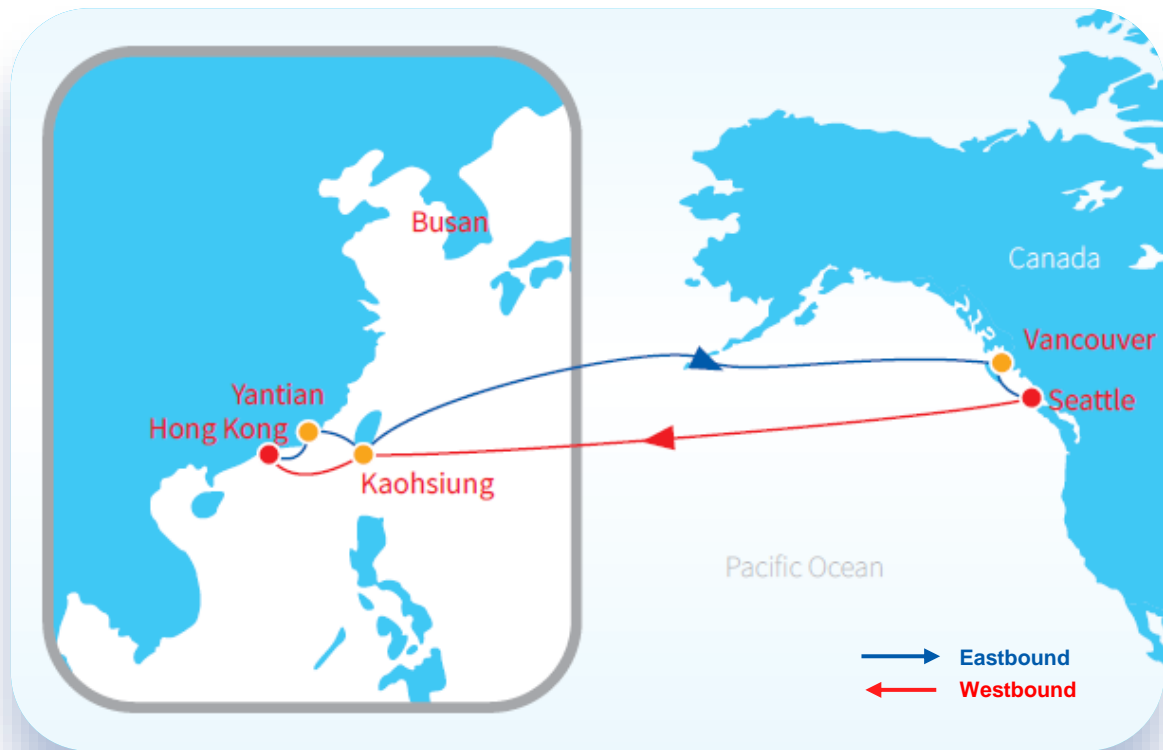 Busan
Canada
Vancouver
Yantian
Seattle
Hong Kong
Kaohsiung
Pacific Ocean
Eastbound
Westbound